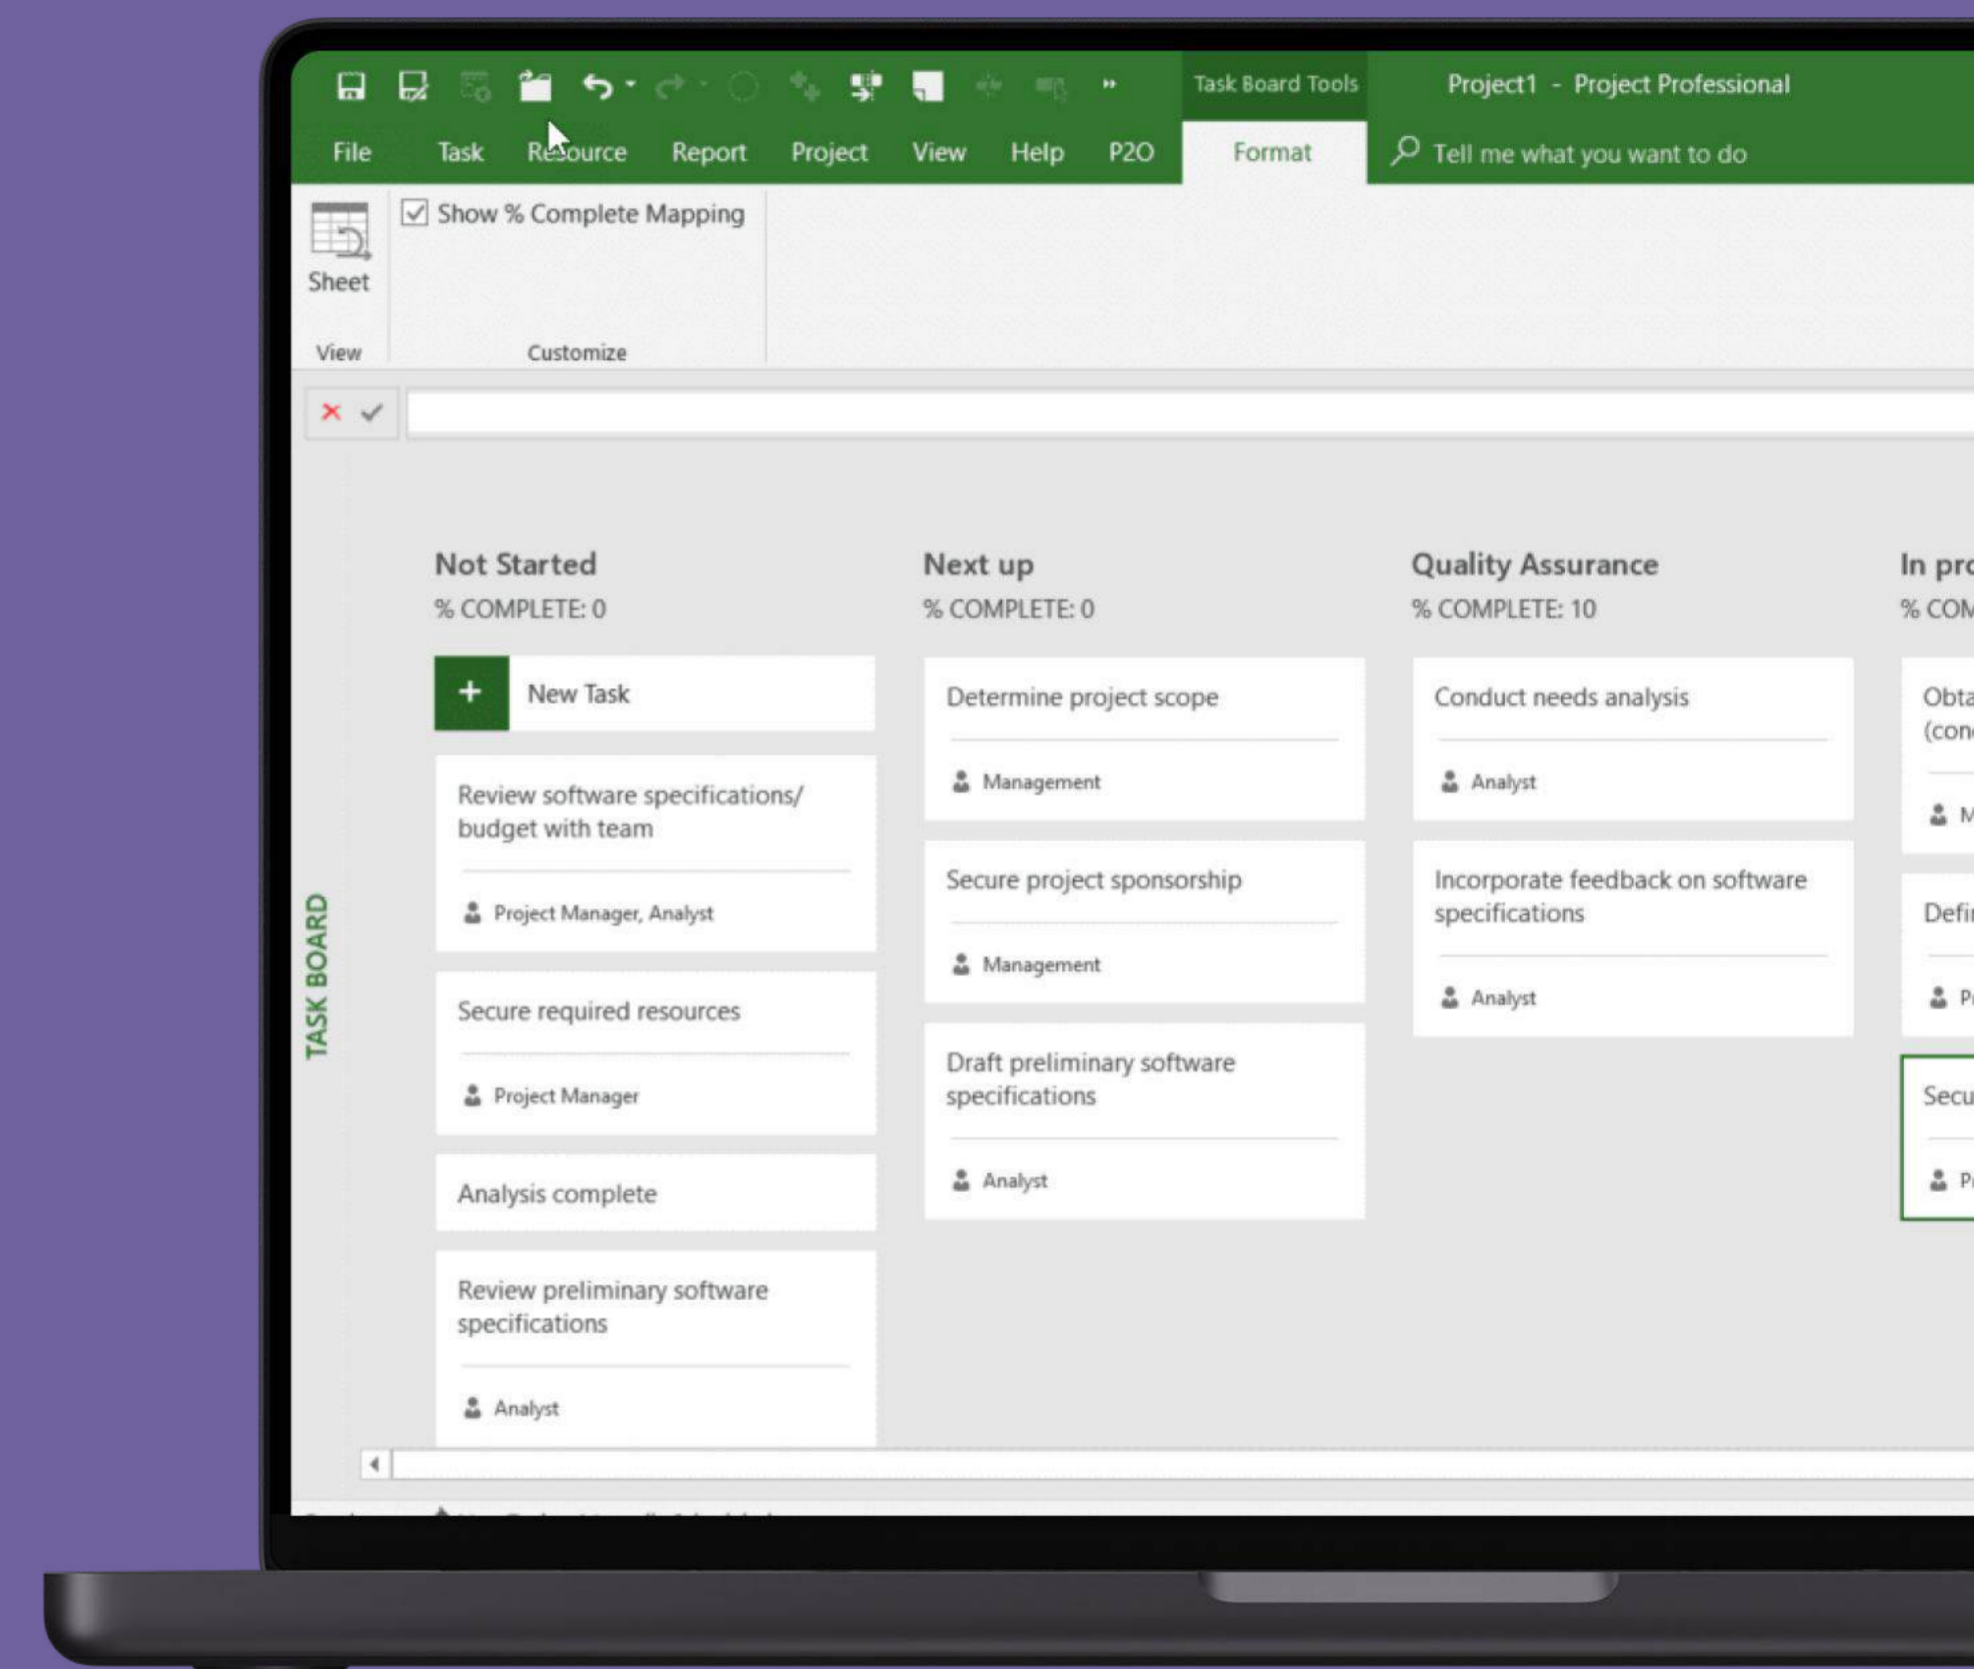 Task Board Tools
Project1 - Project Professional
File Task Resource Report Project View Help P2O Format Tell me what you want to do
Show % Complete Mapping
Sheet
View
Customize
TASK BOARD
Not Started
% COMPLETE: 0
New Task
Review software specifications/
budget with team
Project Manager, Analyst
Secure required resources
Project Manager
Analysis complete
Review preliminary software
specifications
Analyst
Next up
% COMPLETE: 0
Determine project scope
Management
Secure project sponsorship
Management
Draft preliminary software
specifications
Analyst
Quality Assurance
% COMPLETE: 10
Conduct needs analysis
Analyst
Incorporate feedback on software
specifications
Analyst
In
%